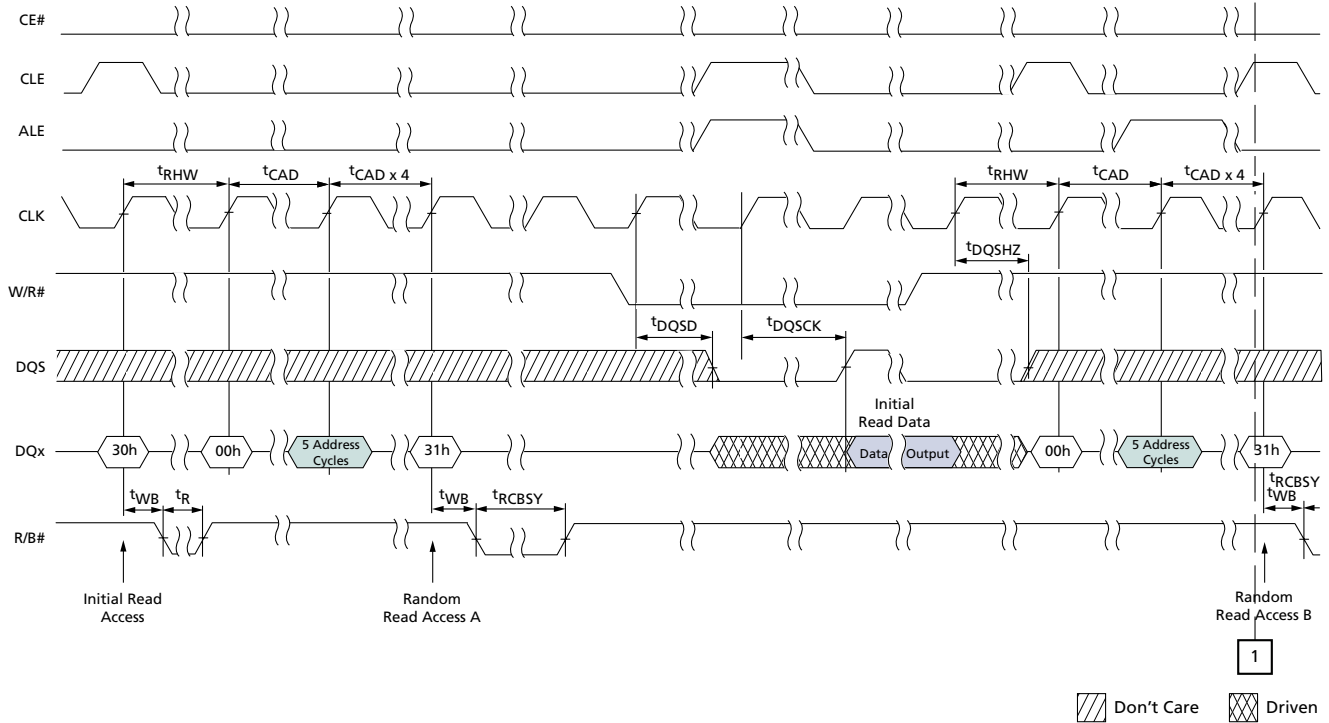 CE#
CLE
ALE
tRHW tCAD tCAD x 4 tRHW tCAD tCAD x 4
CLK
tDQSHZ
W/R#
tDQSD tDQSCK
DQS
Initial
Read Data
DQx 30h 00h 5 Address Cycles 31h Data Output 00h 5 Address Cycles 31h
tWB tR tWB tRCBSY tRCBSY
tWB
R/B#
Initial Read
Access
Random
Read Access A
Random
Read Access B
1
Don't Care Driven